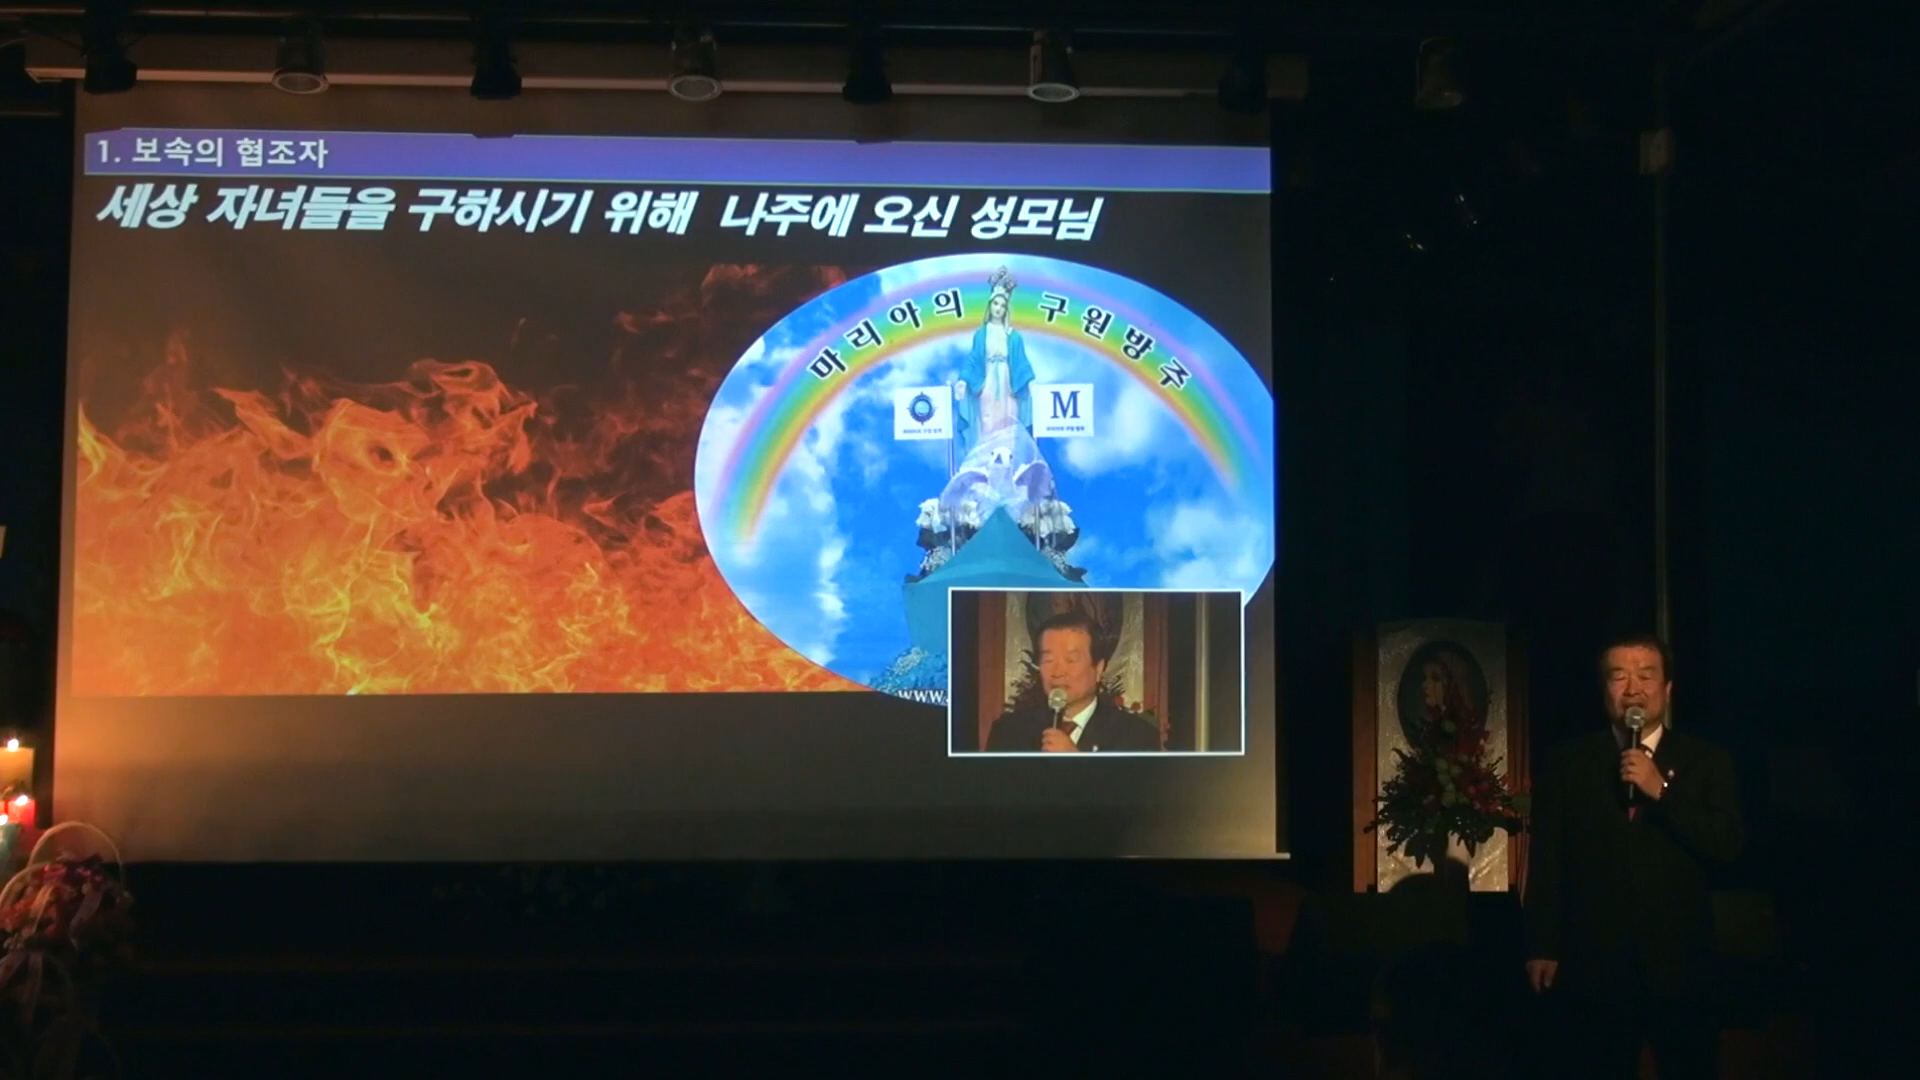 1. 보속의 협조자
세상 자녀들을 구하시기 위해 나주에 오신 성모님
마리아의 구원방주
M
www.